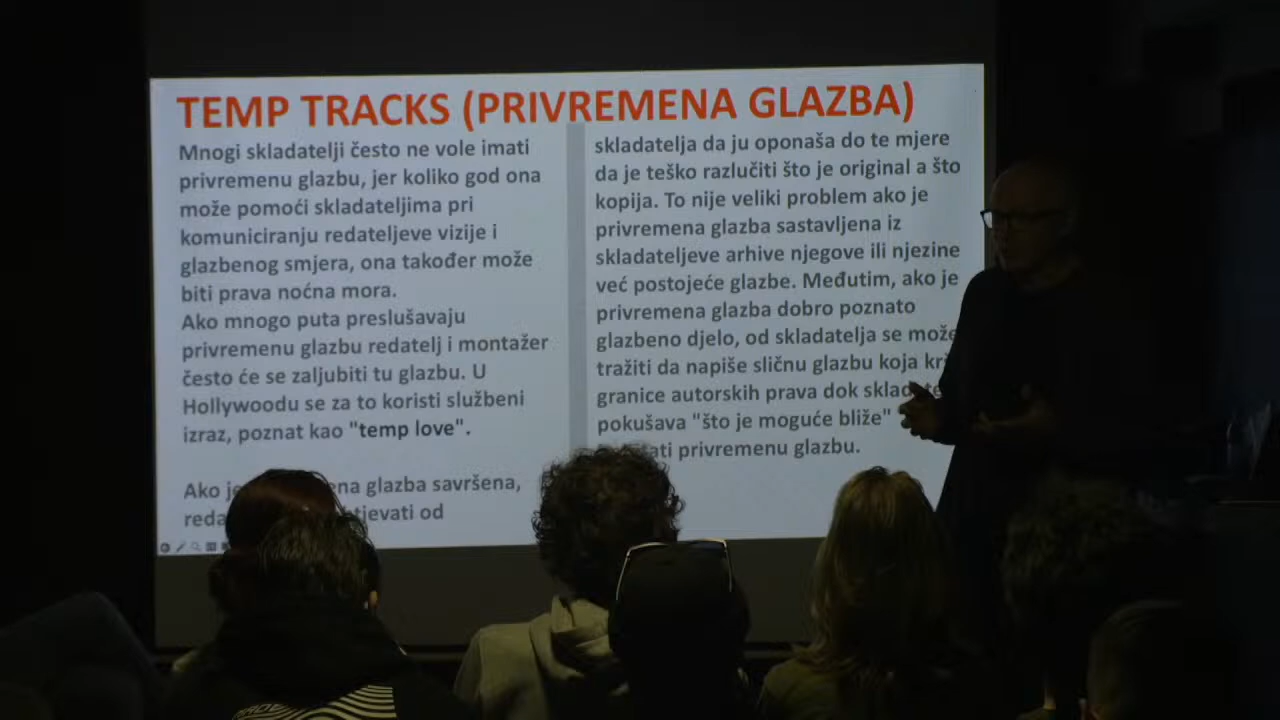 TEMP TRACKS (PRIVREMENA GLAZBA)
Mnogi skladatelji često ne vole imati
privremenu glazbu, jer koliko god ona
može pomoći skladateljima pri
komuniciranju redateljeve vizije i
glazbenog smjera, ona također može
biti prava noćna mora.
Ako mnogo puta preslušavaju
privremenu glazbu redatelj i montažer
često će se zaljubiti tu glazbu. U
Hollywoodu se za to koristi službeni
izraz, poznat kao "temp love".
Ako glazba savršena,
od
skladatelja da ju oponaša do te mjere
da je teško razlučiti što je original a što
kopija. To nije veliki problem ako je
privremena glazba sastavljena iz
skladateljeve arhive njegove ili njezine
već postojeće glazbe. Međutim, ako je
privremena glazba dobro poznato
glazbeno djelo, od skladatelja se može
tražiti da napiše sličnu glazbu koja
granice autorskih prava dok
pokušava "što je moguće bliže"
privremenu glazbu.